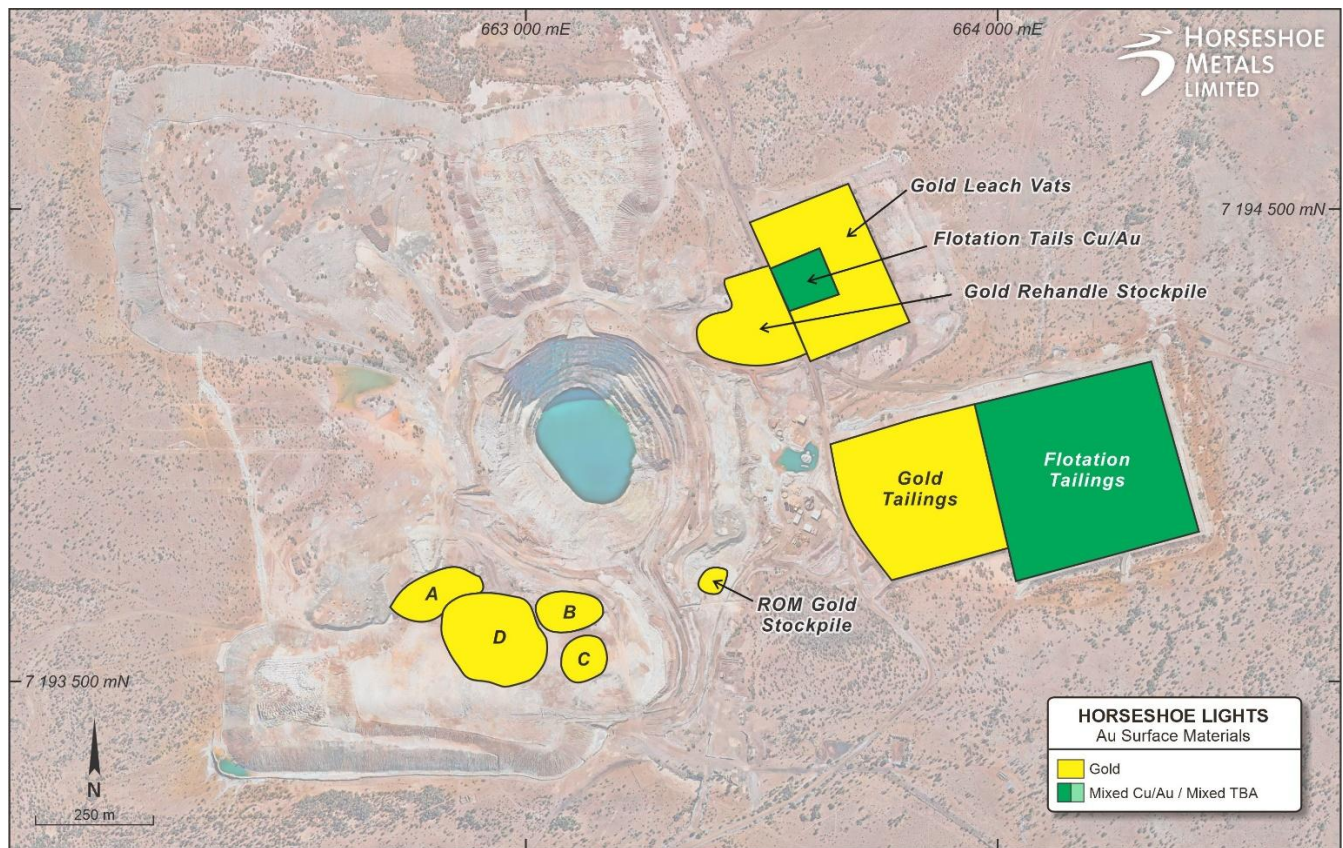 663 000 mE
664 000 mE
HORSESHOE
METALS
LIMITED
Gold Leach Vats
7 194 500 mN
Flotation Tails Cu/Au
Gold Rehandle Stockpile
Gold
Tailings
Flotation
Tailings
A
B
C
D
ROM Gold
Stockpile
7 193 500 mN
N
250 m
HORSESHOE LIGHTS
Au Surface Materials
Gold
Mixed Cu/Au / Mixed TBA